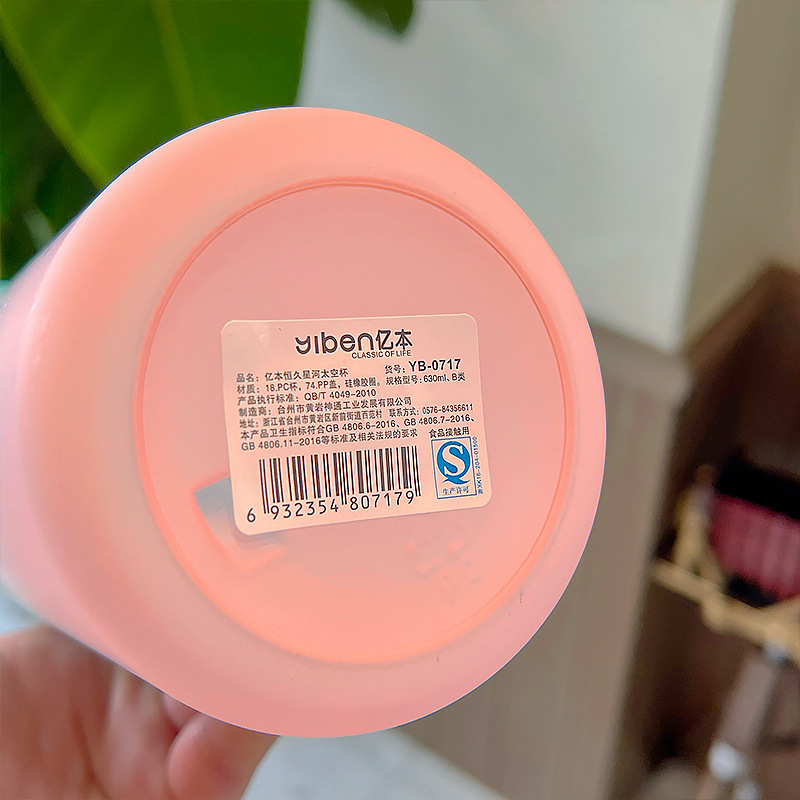 yiben亿本
CLASSIC OF LIFE
品名：亿本恒久星河太空杯 货号：YB-0717
材质：18.PC杯，74.PP盖，硅橡胶圈。 规格型号：630ml、B类
产品执行标准：QB/T 4049-2010
制造商：台州市黄岩神通工业发展有限公司
地址：浙江省台州市黄岩区新前街道百范村 联系方式：0576-84356611
本产品卫生指标符合GB 4806.6-2016、GB 4806.7-2016、
GB 4806.11-2016等标准及相关法规的要求
食品接触用
S
生产许可
XK16-204-01500
6 932354 807179